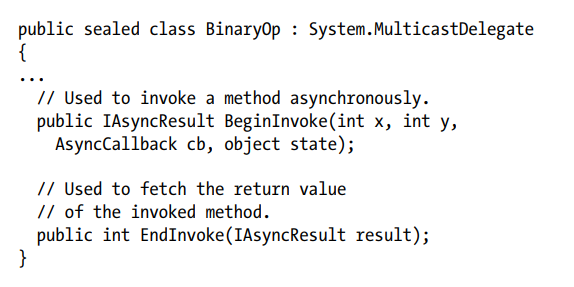 public sealed class BinaryOp : System.MulticastDelegate
{
...
  // Used to invoke a method asynchronously.
  public IAsyncResult BeginInvoke(int x, int y,
    AsyncCallback cb, object state);

  // Used to fetch the return value
  // of the invoked method.
  public int EndInvoke(IAsyncResult result);
}